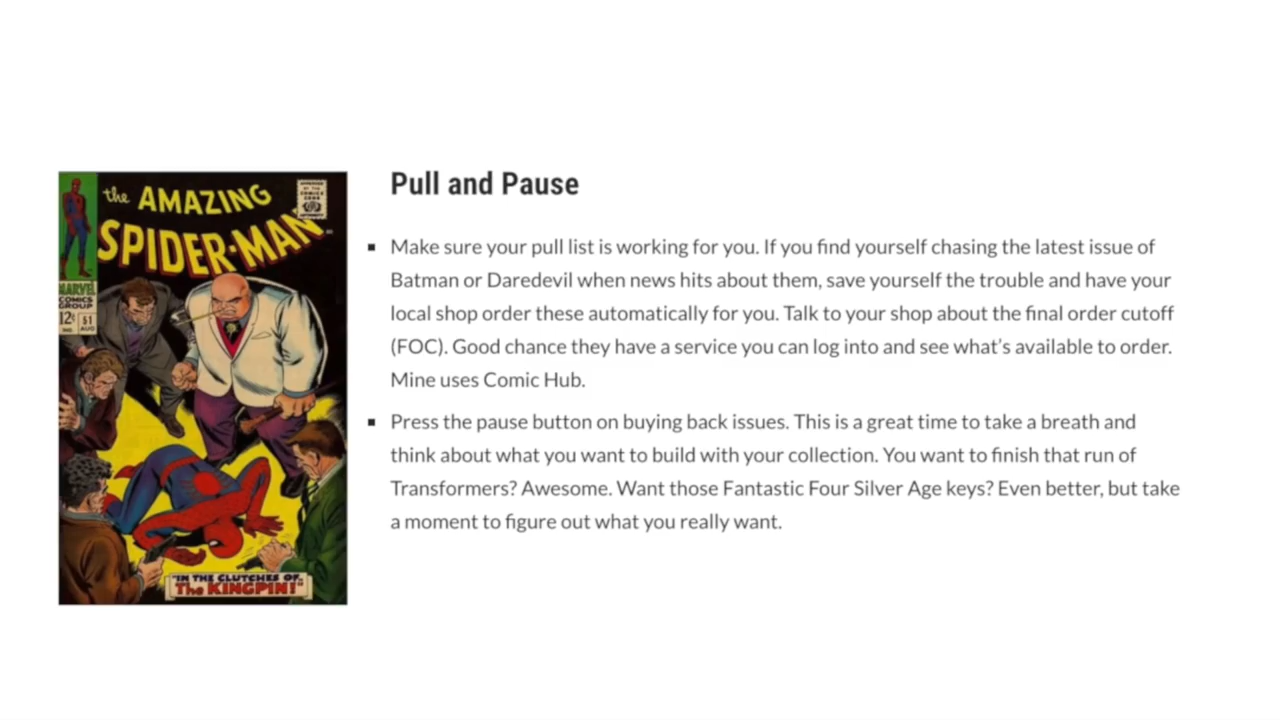 the AMAZING
SPIDER-MAN
APPROVED
BY THE
COMICS
CODE
AUTHORITY
MARVEL
COMICS
GROUP
12¢
IND.
51
AUG
"IN THE CLUTCHES OF..
The KINGPIN!"
Pull and Pause
▪ Make sure your pull list is working for you. If you find yourself chasing the latest issue of
Batman or Daredevil when news hits about them, save yourself the trouble and have your
local shop order these automatically for you. Talk to your shop about the final order cutoff
(FOC). Good chance they have a service you can log into and see what's available to order.
Mine uses Comic Hub.
▪ Press the pause button on buying back issues. This is a great time to take a breath and
think about what you want to build with your collection. You want to finish that run of
Transformers? Awesome. Want those Fantastic Four Silver Age keys? Even better, but take
a moment to figure out what you really want.